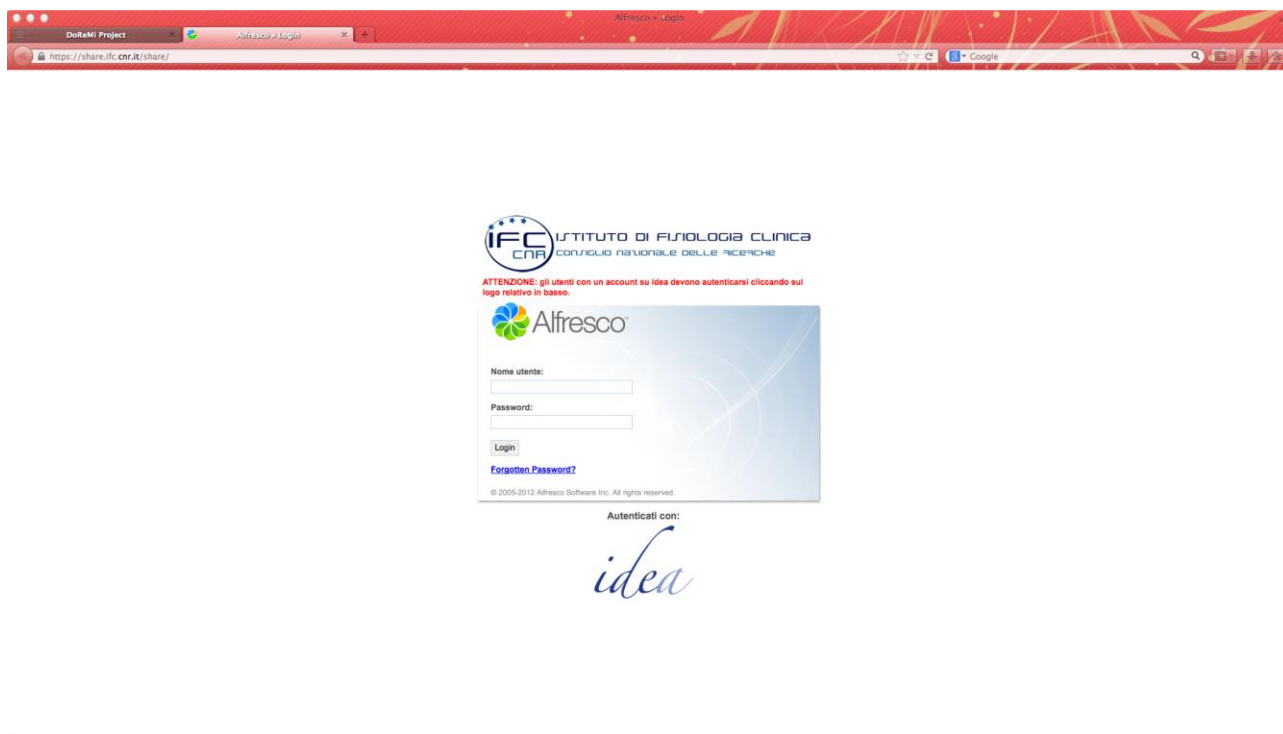 Alfresco » Login
DoReMi Project
Alfresco » Login
https://share.ifc.cnr.it/share/
Google
IFC
CNR
ISTITUTO DI FISIOLOGIA CLINICA
CONSIGLIO NAZIONALE DELLE RICERCHE
ATTENZIONE: gli utenti con un account su idea devono autenticarsi cliccando sul
logo relativo in basso.
Alfresco
Nome utente:
Password:
Login
Forgotten Password?
© 2005-2012 Alfresco Software Inc. All rights reserved.
Autenticati con:
idea